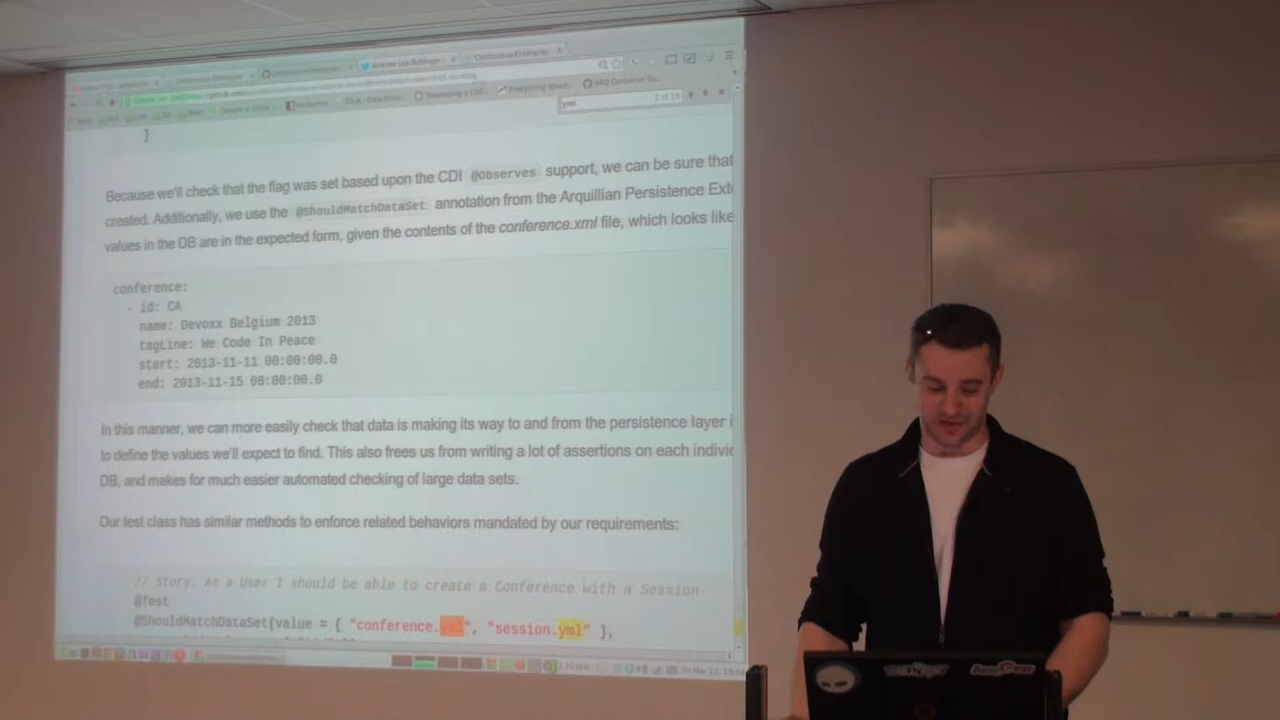 yml
1 of 18
}
Because we'll check that the flag was set based upon the CDI @Observes support, we can be sure that
created. Additionally, we use the @ShouldMatchDataSet annotation from the Arquillian Persistence Exte
values in the DB are in the expected form, given the contents of the conference.xml file, which looks like
conference:
- id: CA
name: Devoxx Belgium 2013
tagLine: We Code In Peace
start: 2013-11-11 00:00:00.0
end: 2013-11-15 00:00:00.0
In this manner, we can more easily check that data is making its way to and from the persistence layer
to define the values we'll expect to find. This also frees us from writing a lot of assertions on each individ
DB, and makes for much easier automated checking of large data sets.
Our test class has similar methods to enforce related behaviors mandated by our requirements:
// Story: As a User I should be able to create a Conference with a Session
@Test
@ShouldMatchDataSet(value = { "conference.yml", "session.yml" },
AeroGear